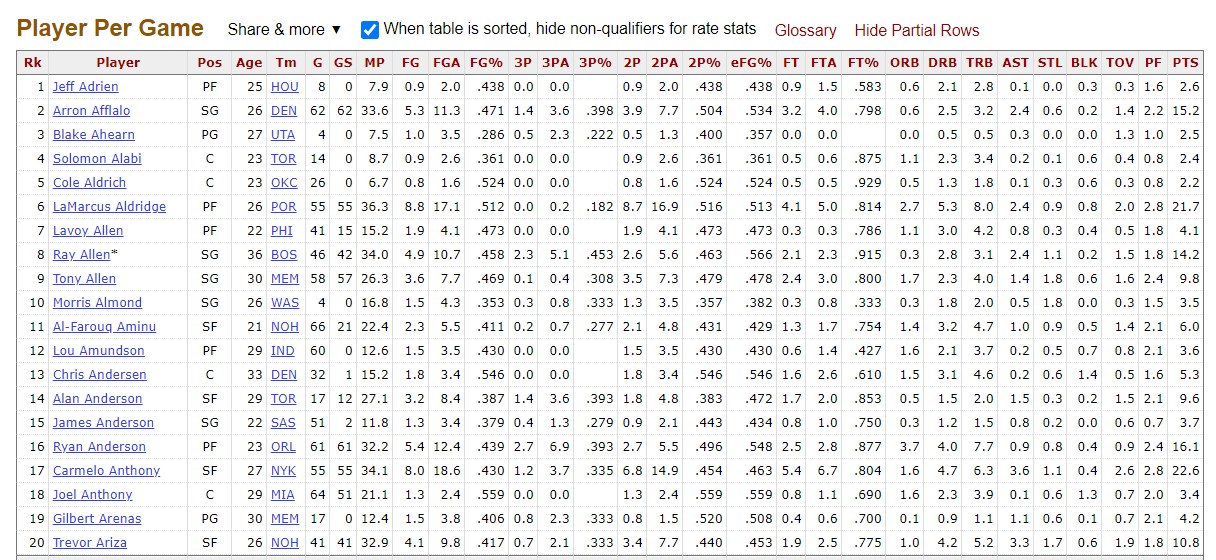 Player Per Game Share & more ▼ When table is sorted, hide non-qualifiers for rate stats Glossary Hide Partial Rows
Rk Player Pos Age Tm G GS MP FG FGA FG% 3P 3PA 3P% 2P 2PA 2P% eFG% FT FTA FT% ORB DRB TRB AST STL BLK TOV PF PTS
1 Jeff Adrien PF 25 HOU 8 0 7.9 0.9 2.0 .438 0.0 0.0 0.9 2.0 .438 .438 0.9 1.5 .583 0.6 2.1 2.8 0.1 0.0 0.3 0.3 1.6 2.6
2 Arron Afflalo SG 26 DEN 62 62 33.6 5.3 11.3 .471 1.4 3.6 .398 3.9 7.7 .504 .534 3.2 4.0 .798 0.6 2.5 3.2 2.4 0.6 0.2 1.4 2.2 15.2
3 Blake Ahearn PG 27 UTA 4 0 7.5 1.0 3.5 .286 0.5 2.3 .222 0.5 1.3 .400 .357 0.0 0.0 0.0 0.5 0.5 0.3 0.0 0.0 1.3 1.0 2.5
4 Solomon Alabi C 23 TOR 14 0 8.7 0.9 2.6 .361 0.0 0.0 0.9 2.6 .361 .361 0.5 0.6 .875 1.1 2.3 3.4 0.2 0.1 0.6 0.4 0.8 2.4
5 Cole Aldrich C 23 OKC 26 0 6.7 0.8 1.6 .524 0.0 0.0 0.8 1.6 .524 .524 0.5 0.5 .929 0.5 1.3 1.8 0.1 0.3 0.6 0.3 0.8 2.2
6 LaMarcus Aldridge PF 26 POR 55 55 36.3 8.8 17.1 .512 0.0 0.2 .182 8.7 16.9 .516 .513 4.1 5.0 .814 2.7 5.3 8.0 2.4 0.9 0.8 2.0 2.8 21.7
7 Lavoy Allen PF 22 PHI 41 15 15.2 1.9 4.1 .473 0.0 0.0 1.9 4.1 .473 .473 0.3 0.3 .786 1.1 3.0 4.2 0.8 0.3 0.4 0.5 1.8 4.1
8 Ray Allen* SG 36 BOS 46 42 34.0 4.9 10.7 .458 2.3 5.1 .453 2.6 5.6 .463 .566 2.1 2.3 .915 0.3 2.8 3.1 2.4 1.1 0.2 1.5 1.8 14.2
9 Tony Allen SG 30 MEM 58 57 26.3 3.6 7.7 .469 0.1 0.4 .308 3.5 7.3 .479 .478 2.4 3.0 .800 1.7 2.3 4.0 1.4 1.8 0.6 1.6 2.4 9.8
10 Morris Almond SG 26 WAS 4 0 16.8 1.5 4.3 .353 0.3 0.8 .333 1.3 3.5 .357 .382 0.3 0.8 .333 0.3 1.8 2.0 0.5 1.8 0.0 0.3 1.5 3.5
11 Al-Farouq Aminu SF 21 NOH 66 21 22.4 2.3 5.5 .411 0.2 0.7 .277 2.1 4.8 .431 .429 1.3 1.7 .754 1.4 3.2 4.7 1.0 0.9 0.5 1.4 2.1 6.0
12 Lou Amundson PF 29 IND 60 0 12.6 1.5 3.5 .430 0.0 0.0 1.5 3.5 .430 .430 0.6 1.4 .427 1.6 2.1 3.7 0.2 0.5 0.7 0.8 2.1 3.6
13 Chris Andersen C 33 DEN 32 1 15.2 1.8 3.4 .546 0.0 0.0 1.8 3.4 .546 .546 1.6 2.6 .610 1.5 3.1 4.6 0.2 0.6 1.4 0.5 1.6 5.3
14 Alan Anderson SF 29 TOR 17 12 27.1 3.2 8.4 .387 1.4 3.6 .393 1.8 4.8 .383 .472 1.7 2.0 .853 0.5 1.5 2.0 1.5 0.3 0.2 1.5 2.1 9.6
15 James Anderson SG 22 SAS 51 2 11.8 1.3 3.4 .379 0.4 1.3 .279 0.9 2.1 .443 .434 0.8 1.0 .750 0.3 1.2 1.5 0.8 0.2 0.0 0.6 0.7 3.7
16 Ryan Anderson PF 23 ORL 61 61 32.2 5.4 12.4 .439 2.7 6.9 .393 2.7 5.5 .496 .548 2.5 2.8 .877 3.7 4.0 7.7 0.9 0.8 0.4 0.9 2.4 16.1
17 Carmelo Anthony SF 27 NYK 55 55 34.1 8.0 18.6 .430 1.2 3.7 .335 6.8 14.9 .454 .463 5.4 6.7 .804 1.6 4.7 6.3 3.6 1.1 0.4 2.6 2.8 22.6
18 Joel Anthony C 29 MIA 64 51 21.1 1.3 2.4 .559 0.0 0.0 1.3 2.4 .559 .559 0.8 1.1 .690 1.6 2.3 3.9 0.1 0.6 1.3 0.7 2.0 3.4
19 Gilbert Arenas PG 30 MEM 17 0 12.4 1.5 3.8 .406 0.8 2.3 .333 0.8 1.5 .520 .508 0.4 0.6 .700 0.1 0.9 1.1 1.1 0.6 0.1 0.7 2.1 4.2
20 Trevor Ariza SF 26 NOH 41 41 32.9 4.1 9.8 .417 0.7 2.1 .333 3.4 7.7 .440 .453 1.9 2.5 .775 1.0 4.2 5.2 3.3 1.7 0.6 1.9 1.8 10.8